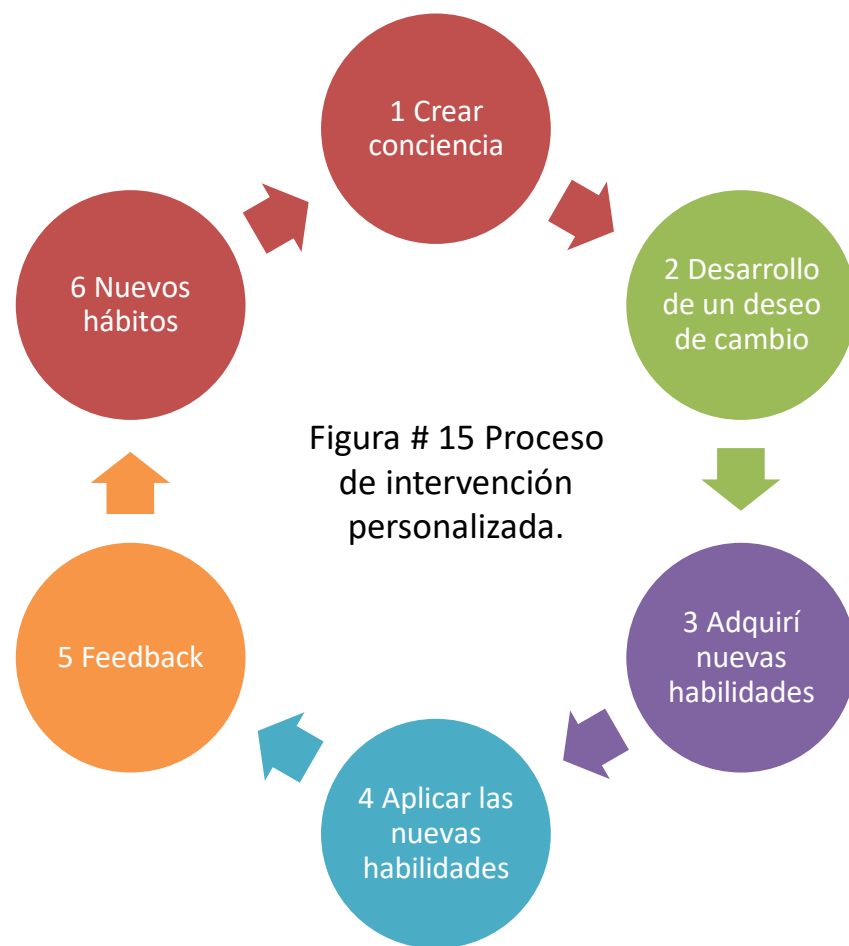 1 Crear
conciencia
2 Desarrollo
de un deseo
de cambio
3 Adquirí
nuevas
habilidades
4 Aplicar las
nuevas
habilidades
5 Feedback
6 Nuevos
hábitos
Figura # 15 Proceso
de intervención
personalizada.